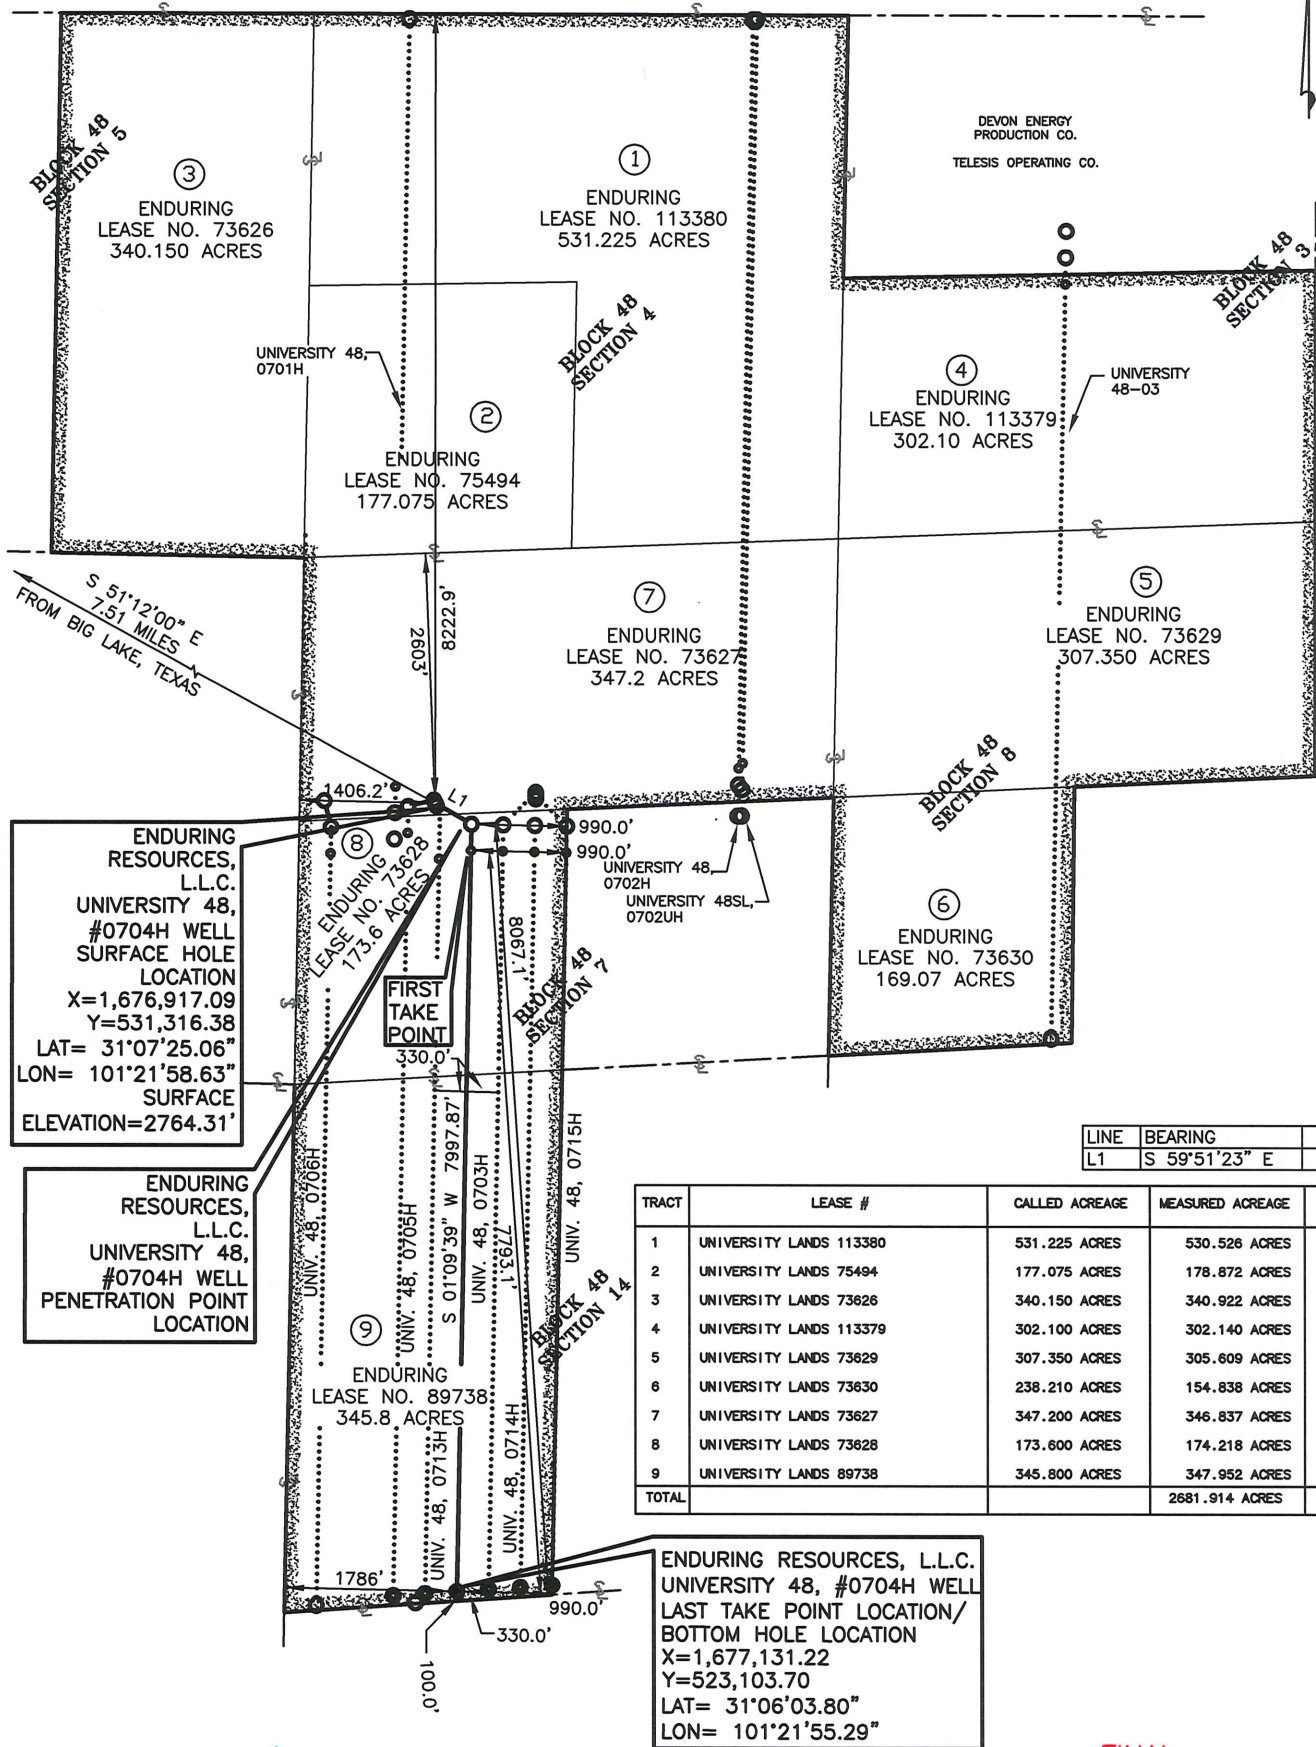 DEVON ENERGY
PRODUCTION CO.
TELESIS OPERATING CO.
BLOCK 48
SECTION 5
3
ENDURING
LEASE NO. 73626
340.150 ACRES
1
ENDURING
LEASE NO. 113380
531.225 ACRES
BLOCK 48
SECTION 3
BLOCK 48
SECTION 4
UNIVERSITY 48,
0701H
2
ENDURING
LEASE NO. 75494
177.075 ACRES
4
ENDURING
LEASE NO. 113379
302.10 ACRES
UNIVERSITY
48-03
S 51°12'00" E
7.51 MILES
FROM BIG LAKE, TEXAS
2603'
8222.9'
7
ENDURING
LEASE NO. 73627
347.2 ACRES
5
ENDURING
LEASE NO. 73629
307.350 ACRES
BLOCK 48
SECTION 8
1406.2'
L1
990.0'
990.0'
UNIVERSITY 48,
0702H
UNIVERSITY 48SL,
0702UH
8
ENDURING
LEASE NO. 73628
173.6 ACRES
6
ENDURING
LEASE NO. 73630
169.07 ACRES
ENDURING
RESOURCES,
L.L.C.
UNIVERSITY 48,
#0704H WELL
SURFACE HOLE
LOCATION
X=1,676,917.09
Y=531,316.38
LAT= 31°07'25.06"
LON= 101°21'58.63"
SURFACE
ELEVATION=2764.31'
FIRST
TAKE
POINT
8067.1'
BLOCK 48
SECTION 7
330.0'
ENDURING
RESOURCES,
L.L.C.
UNIVERSITY 48,
#0704H WELL
PENETRATION POINT
LOCATION
UNIV. 48, 0706H
UNIV. 48, 0705H
S 01°09'39" W 7997.87'
UNIV. 48, 0703H
7793.1'
UNIV. 48, 0715H
BLOCK 48
SECTION 14
9
ENDURING
LEASE NO. 89738
345.8 ACRES
UNIV. 48, 0713H
UNIV. 48, 0714H
1786'
990.0'
330.0'
100.0'
LINE BEARING
L1 S 59°51'23" E
TRACT LEASE # CALLED ACREAGE MEASURED ACREAGE
1 UNIVERSITY LANDS 113380 531.225 ACRES 530.526 ACRES
2 UNIVERSITY LANDS 75494 177.075 ACRES 178.872 ACRES
3 UNIVERSITY LANDS 73626 340.150 ACRES 340.922 ACRES
4 UNIVERSITY LANDS 113379 302.100 ACRES 302.140 ACRES
5 UNIVERSITY LANDS 73629 307.350 ACRES 305.609 ACRES
6 UNIVERSITY LANDS 73630 238.210 ACRES 154.838 ACRES
7 UNIVERSITY LANDS 73627 347.200 ACRES 346.837 ACRES
8 UNIVERSITY LANDS 73628 173.600 ACRES 174.218 ACRES
9 UNIVERSITY LANDS 89738 345.800 ACRES 347.952 ACRES
TOTAL 2681.914 ACRES
ENDURING RESOURCES, L.L.C.
UNIVERSITY 48, #0704H WELL
LAST TAKE POINT LOCATION/
BOTTOM HOLE LOCATION
X=1,677,131.22
Y=523,103.70
LAT= 31°06'03.80"
LON= 101°21'55.29"